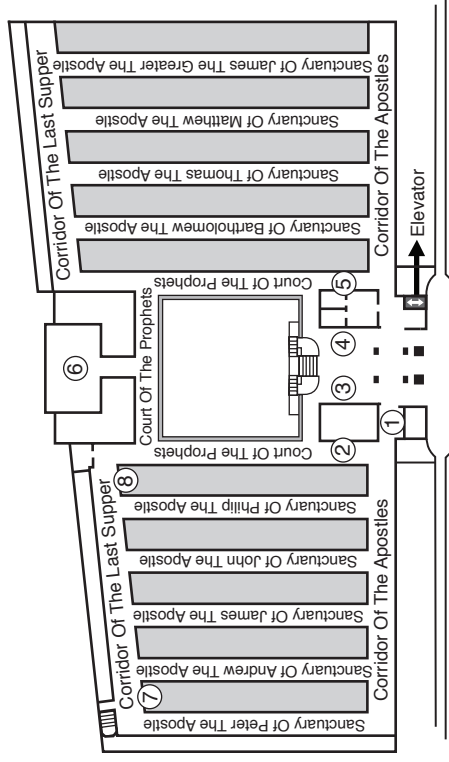 Sanctuary Of James The Greater The Apostle
Sanctuary Of Matthew The Apostle
Sanctuary Of Thomas The Apostle
Sanctuary Of Bartholomew The Apostle
Corridor Of The Last Supper
Corridor Of The Apostles
Elevator
Court Of The Prophets
Court Of The Prophets
Court Of The Prophets
6
5
4
3
2
1
8
Sanctuary Of Philip The Apostle
Sanctuary Of John The Apostle
Sanctuary Of James The Apostle
Sanctuary Of Andrew The Apostle
Sanctuary Of Peter The Apostle
7
Corridor Of The Last Supper
Corridor Of The Apostles